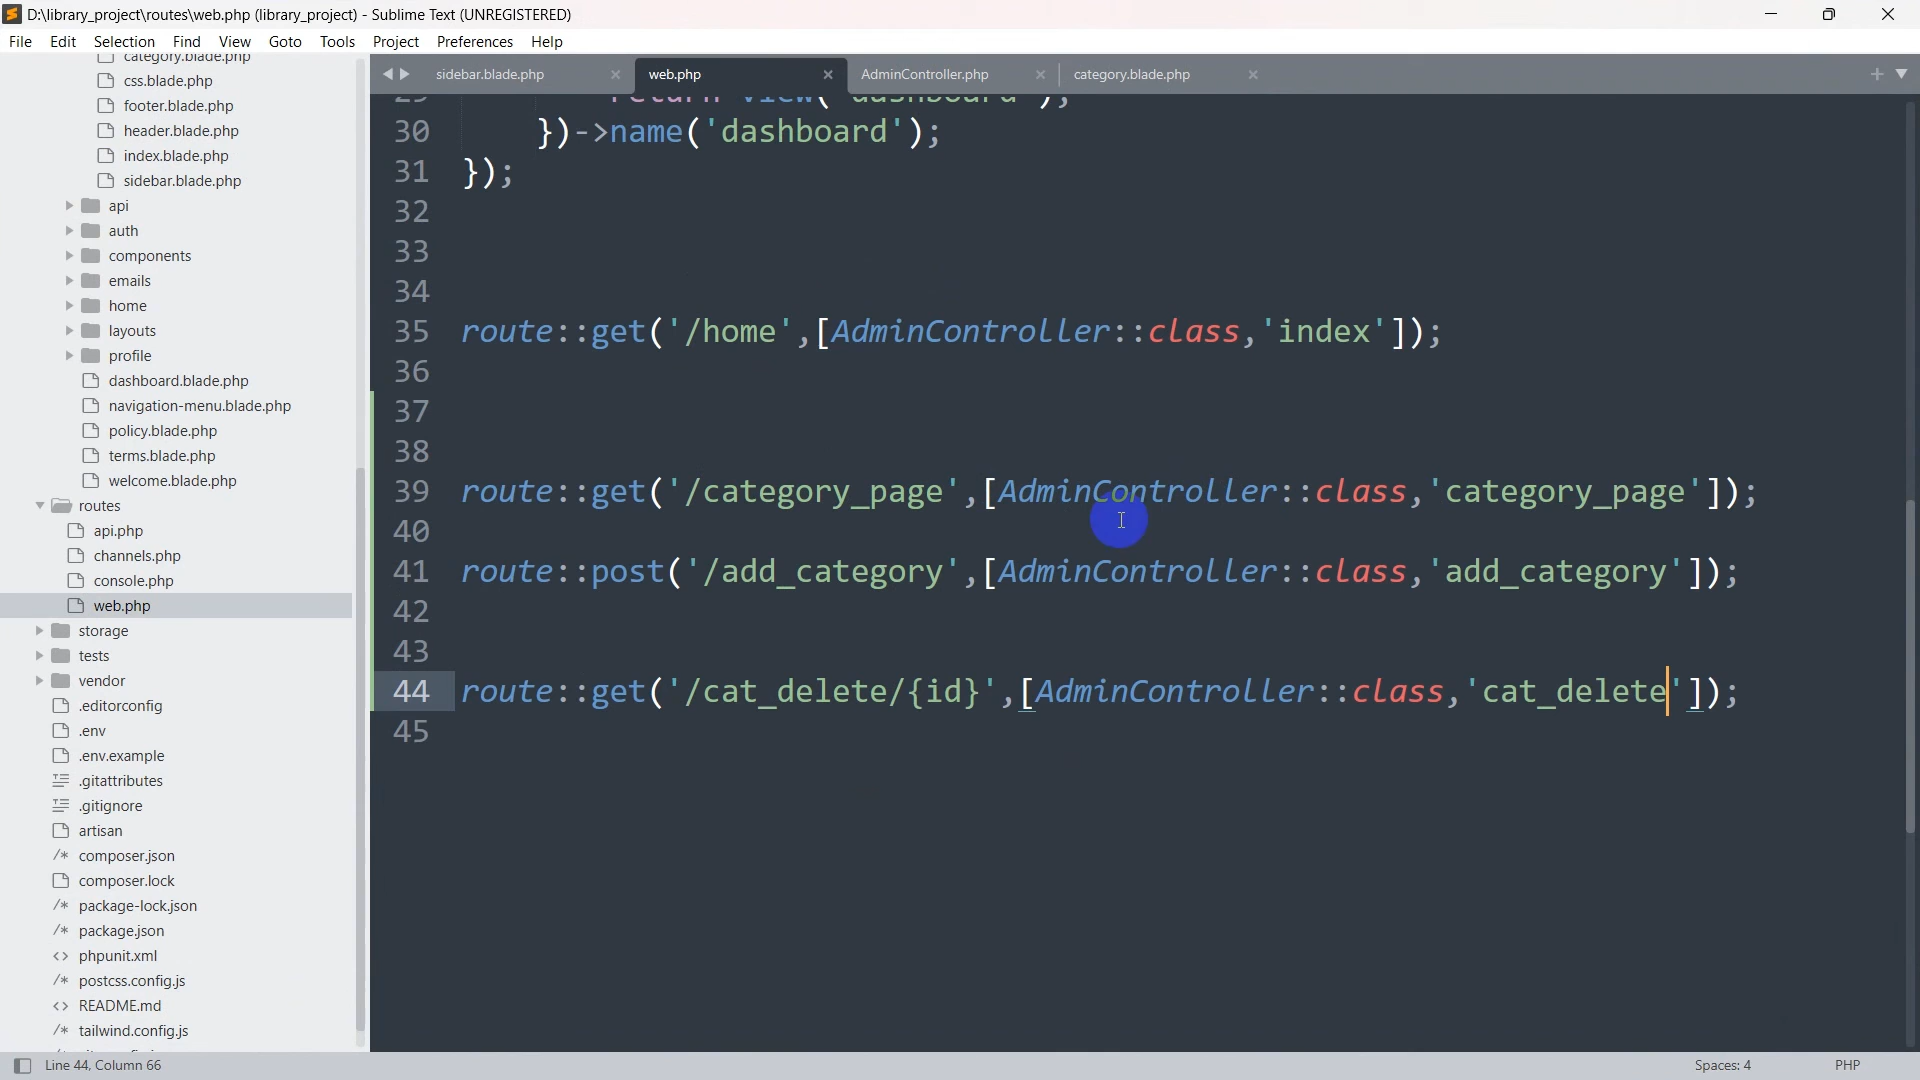 D:\library_project\routes\web.php (library_project) - Sublime Text (UNREGISTERED)
File Edit Selection Find View Goto Tools Project Preferences Help
sidebar.blade.php
web.php
AdminController.php
category.blade.php
category.blade.php
css.blade.php
footer.blade.php
header.blade.php
index.blade.php
sidebar.blade.php
api
auth
components
emails
home
layouts
profile
dashboard.blade.php
navigation-menu.blade.php
policy.blade.php
terms.blade.php
welcome.blade.php
routes
api.php
channels.php
console.php
web.php
storage
tests
vendor
.editorconfig
.env
.env.example
.gitattributes
.gitignore
artisan
/* composer.json
composer.lock
/* package-lock.json
/* package.json
<> phpunit.xml
/* postcss.config.js
<> README.md
/* tailwind.config.js
29 return view('dashboard');
30 })->name('dashboard');
31 });
32
33
34
35 route::get('/home',[AdminController::class,'index']);
36
37
38
39 route::get('/category_page',[AdminController::class,'category_page']);
40
41 route::post('/add_category',[AdminController::class,'add_category']);
42
43
44 route::get('/cat_delete/{id}',[AdminController::class,'cat_delete']);
45
Line 44, Column 66
Spaces: 4
PHP